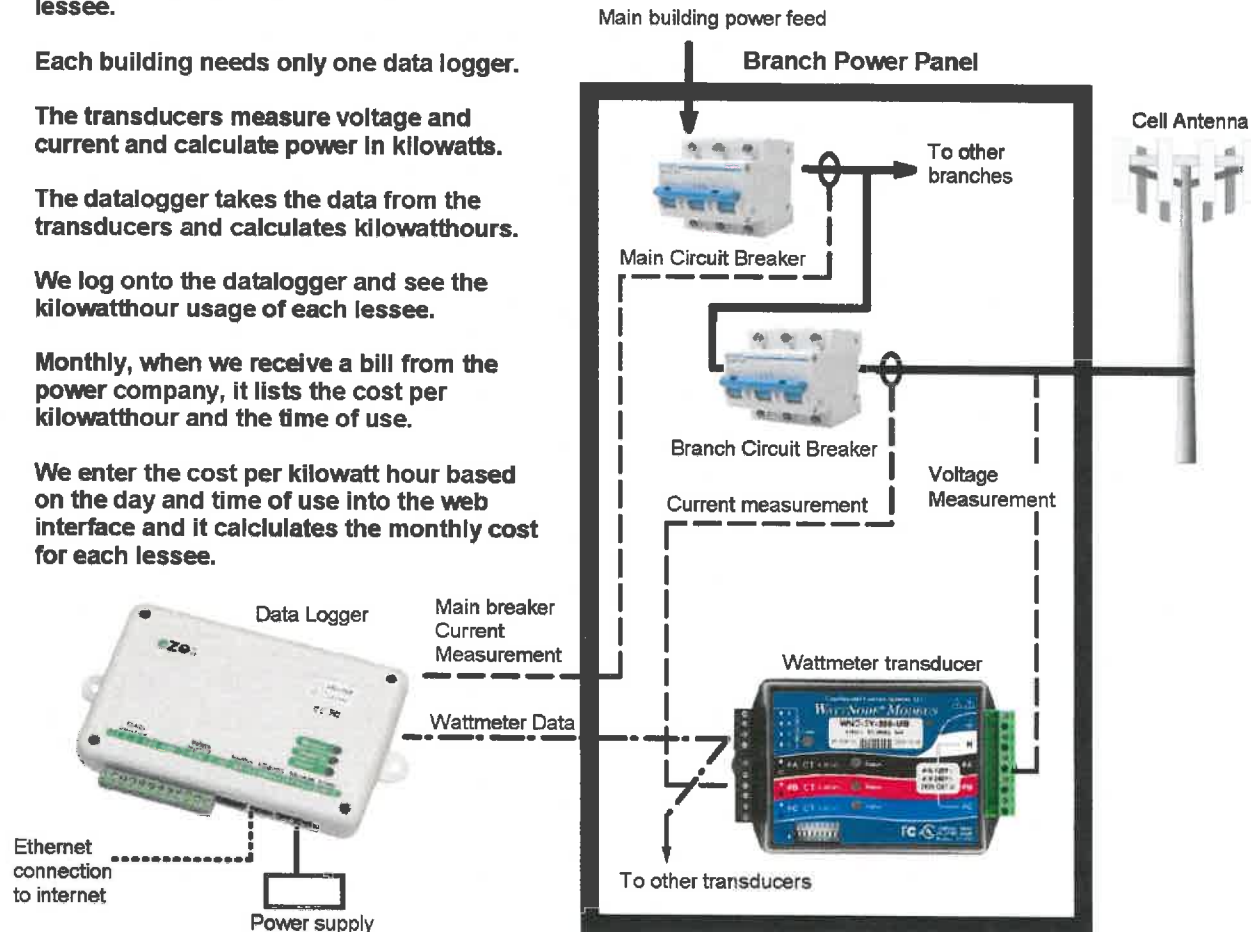 lessee.
Each building needs only one data logger.
The transducers measure voltage and
current and calculate power in kilowatts.
The datalogger takes the data from the
transducers and calculates kilowatthours.
We log onto the datalogger and see the
kilowatthour usage of each lessee.
Monthly, when we receive a bill from the
power company, it lists the cost per
kilowatthour and the time of use.
We enter the cost per kilowatt hour based
on the day and time of use into the web
interface and it calclulates the monthly cost
for each lessee.
Main building power feed
Branch Power Panel
Cell Antenna
To other
branches
Main Circuit Breaker
Branch Circuit Breaker
Current measurement
Voltage
Measurement
Data Logger
Main breaker
Current
Measurement
Wattmeter Data
Wattmeter transducer
WATTNODE® MODBUS
Ethernet
connection
to internet
Power supply
To other transducers